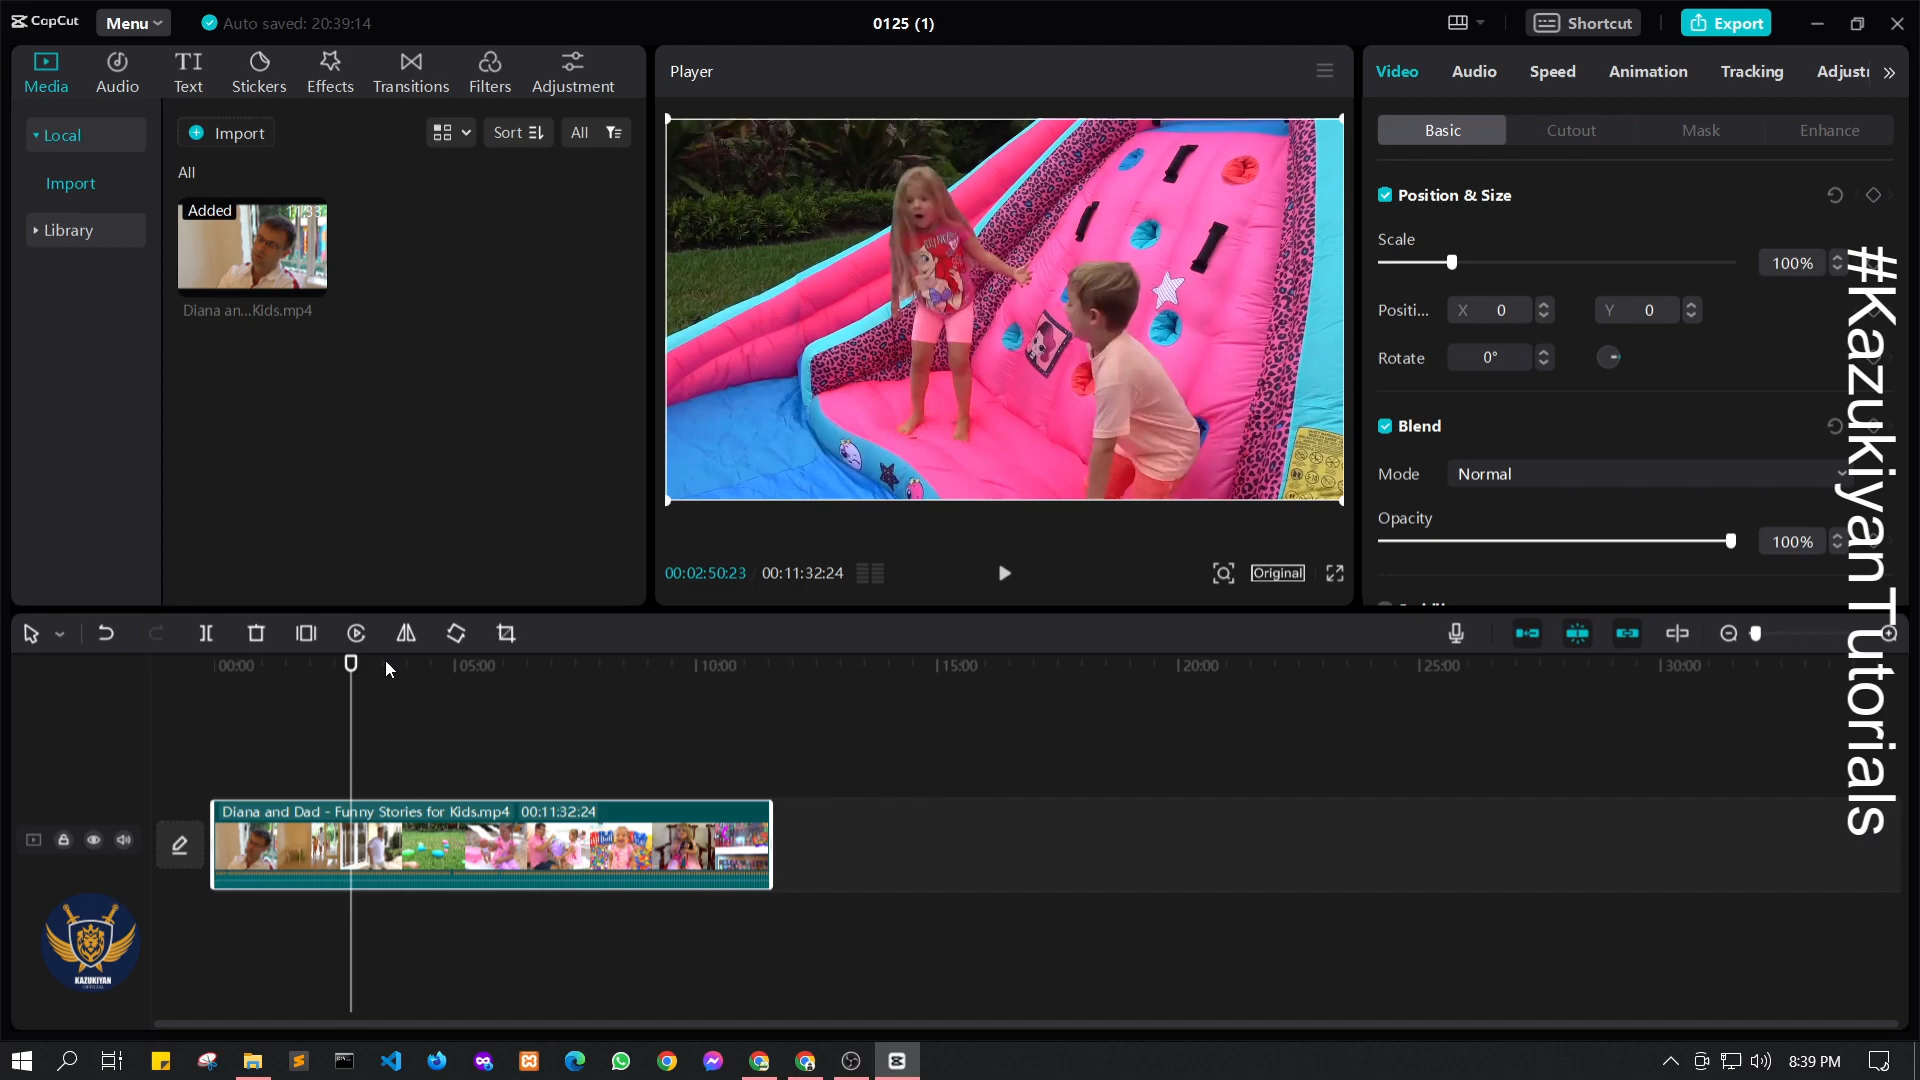 CapCut
Menu
Auto saved: 20:39:14
0125 (1)
Shortcut
Export
Media
Audio
Text
Stickers
Effects
Transitions
Filters
Adjustment
Local
Import
Library
Import
Sort
All
All
Added
11:33
Diana an...Kids.mp4
Player
00:02:50:23
00:11:32:24
Original
Video
Audio
Speed
Animation
Tracking
Adjust
Basic
Cutout
Mask
Enhance
Position & Size
Scale
100%
Positi...
X 0
Y 0
Rotate
0°
Blend
Mode
Normal
Opacity
100%
#KazukiyanTutorials
00:00
05:00
10:00
15:00
20:00
25:00
30:00
Diana and Dad - Funny Stories for Kids.mp4 00:11:32:24
KAZUKIYAN
8:39 PM